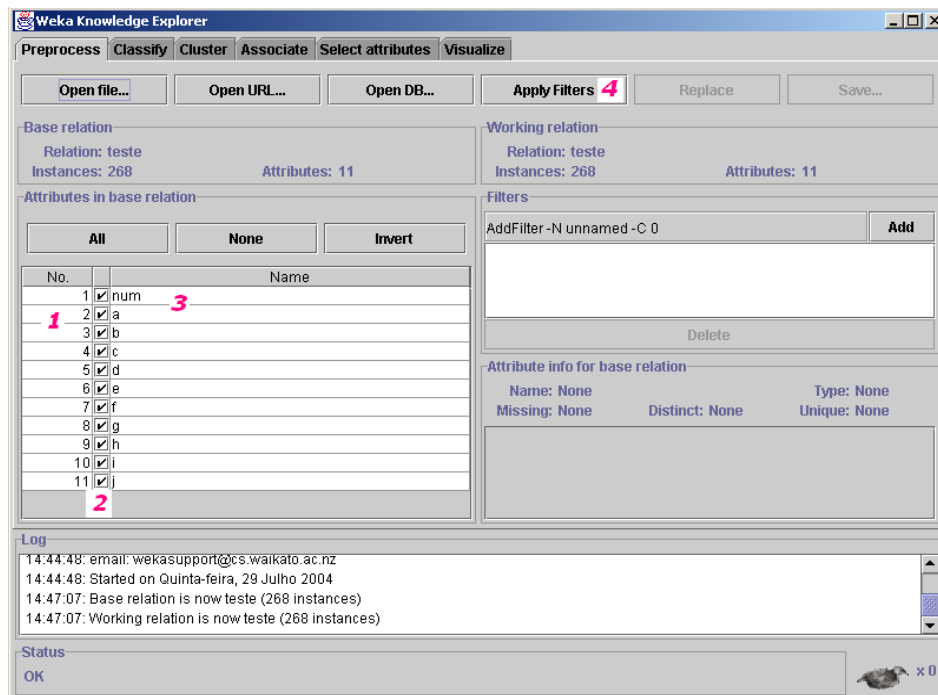 Weka Knowledge Explorer
Preprocess Classify Cluster Associate Select attributes Visualize
Open file... Open URL... Open DB... Apply Filters 4 Replace Save...
Base relation
Relation: teste
Instances: 268 Attributes: 11
Working relation
Relation: teste
Instances: 268 Attributes: 11
Attributes in base relation
All None Invert
No. Name
1 num
2 a
3 b
4 c
5 d
6 e
7 f
8 g
9 h
10 i
11 j
1
3
2
Filters
AddFilter -N unnamed -C 0 Add
Delete
Attribute info for base relation
Name: None Type: None
Missing: None Distinct: None Unique: None
Log
14:44:48: email: wekasupport@cs.waikato.ac.nz
14:44:48: Started on Quinta-feira, 29 Julho 2004
14:47:07: Base relation is now teste (268 instances)
14:47:07: Working relation is now teste (268 instances)
Status
OK
x 0